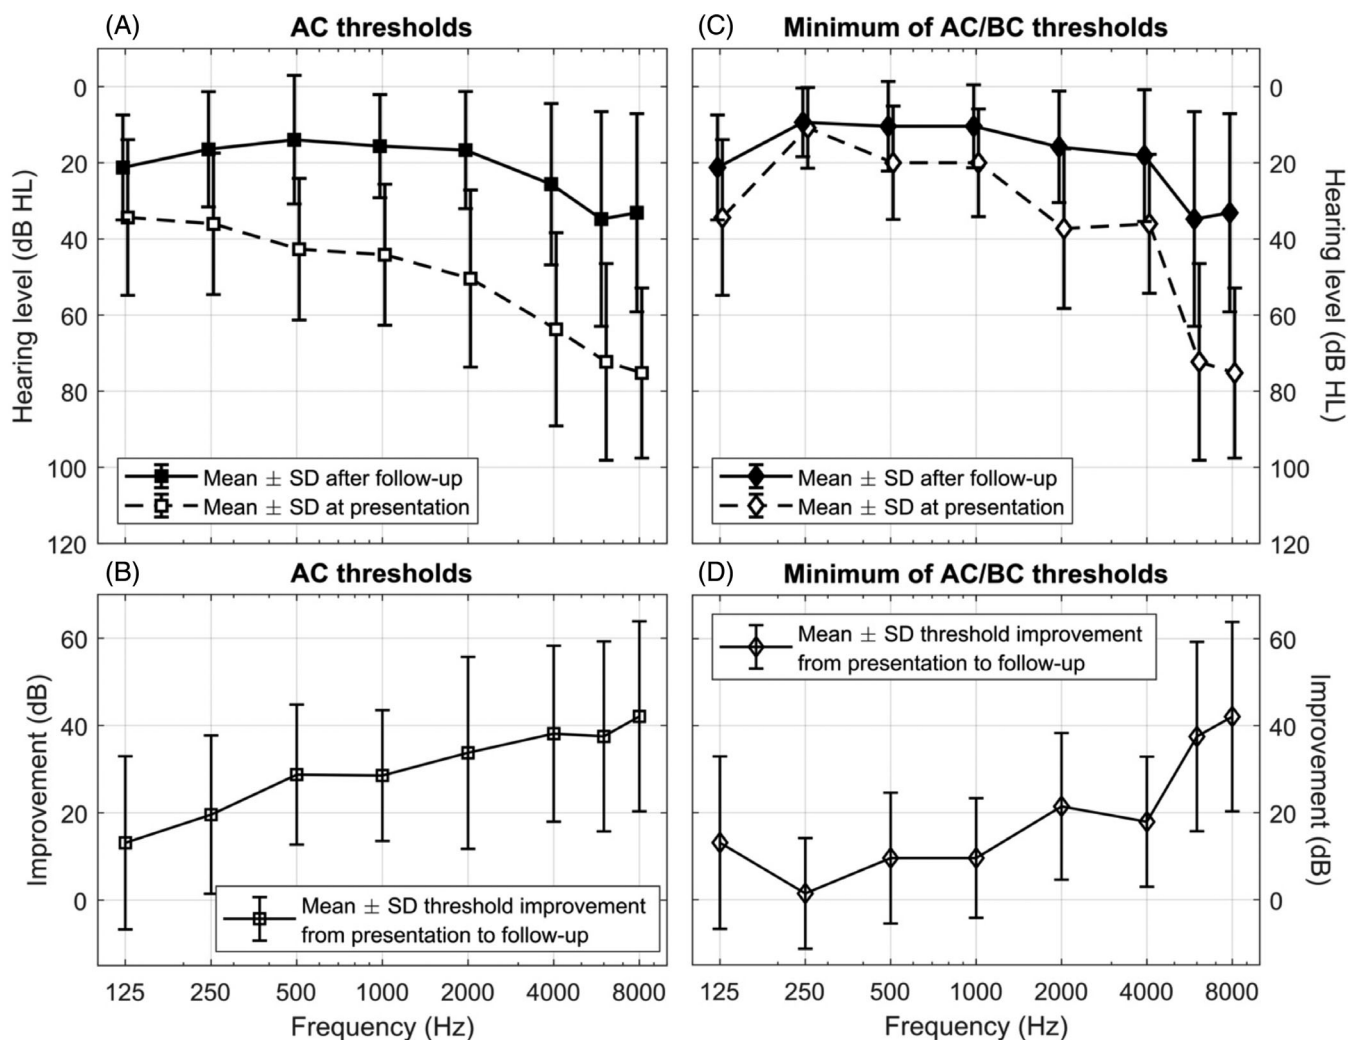 (A)
AC thresholds
Hearing level (dB HL)
0
20
40
60
80
100
120
Mean ± SD after follow-up
Mean ± SD at presentation
(C)
Minimum of AC/BC thresholds
0
20
40
60
80
100
120
Hearing level (dB HL)
Mean ± SD after follow-up
Mean ± SD at presentation
(B)
AC thresholds
Improvement (dB)
60
40
20
0
Mean ± SD threshold improvement
from presentation to follow-up
125 250 500 1000 2000 4000 8000
Frequency (Hz)
(D)
Minimum of AC/BC thresholds
Mean ± SD threshold improvement
from presentation to follow-up
60
40
20
0
Improvement (dB)
125 250 500 1000 2000 4000 8000
Frequency (Hz)